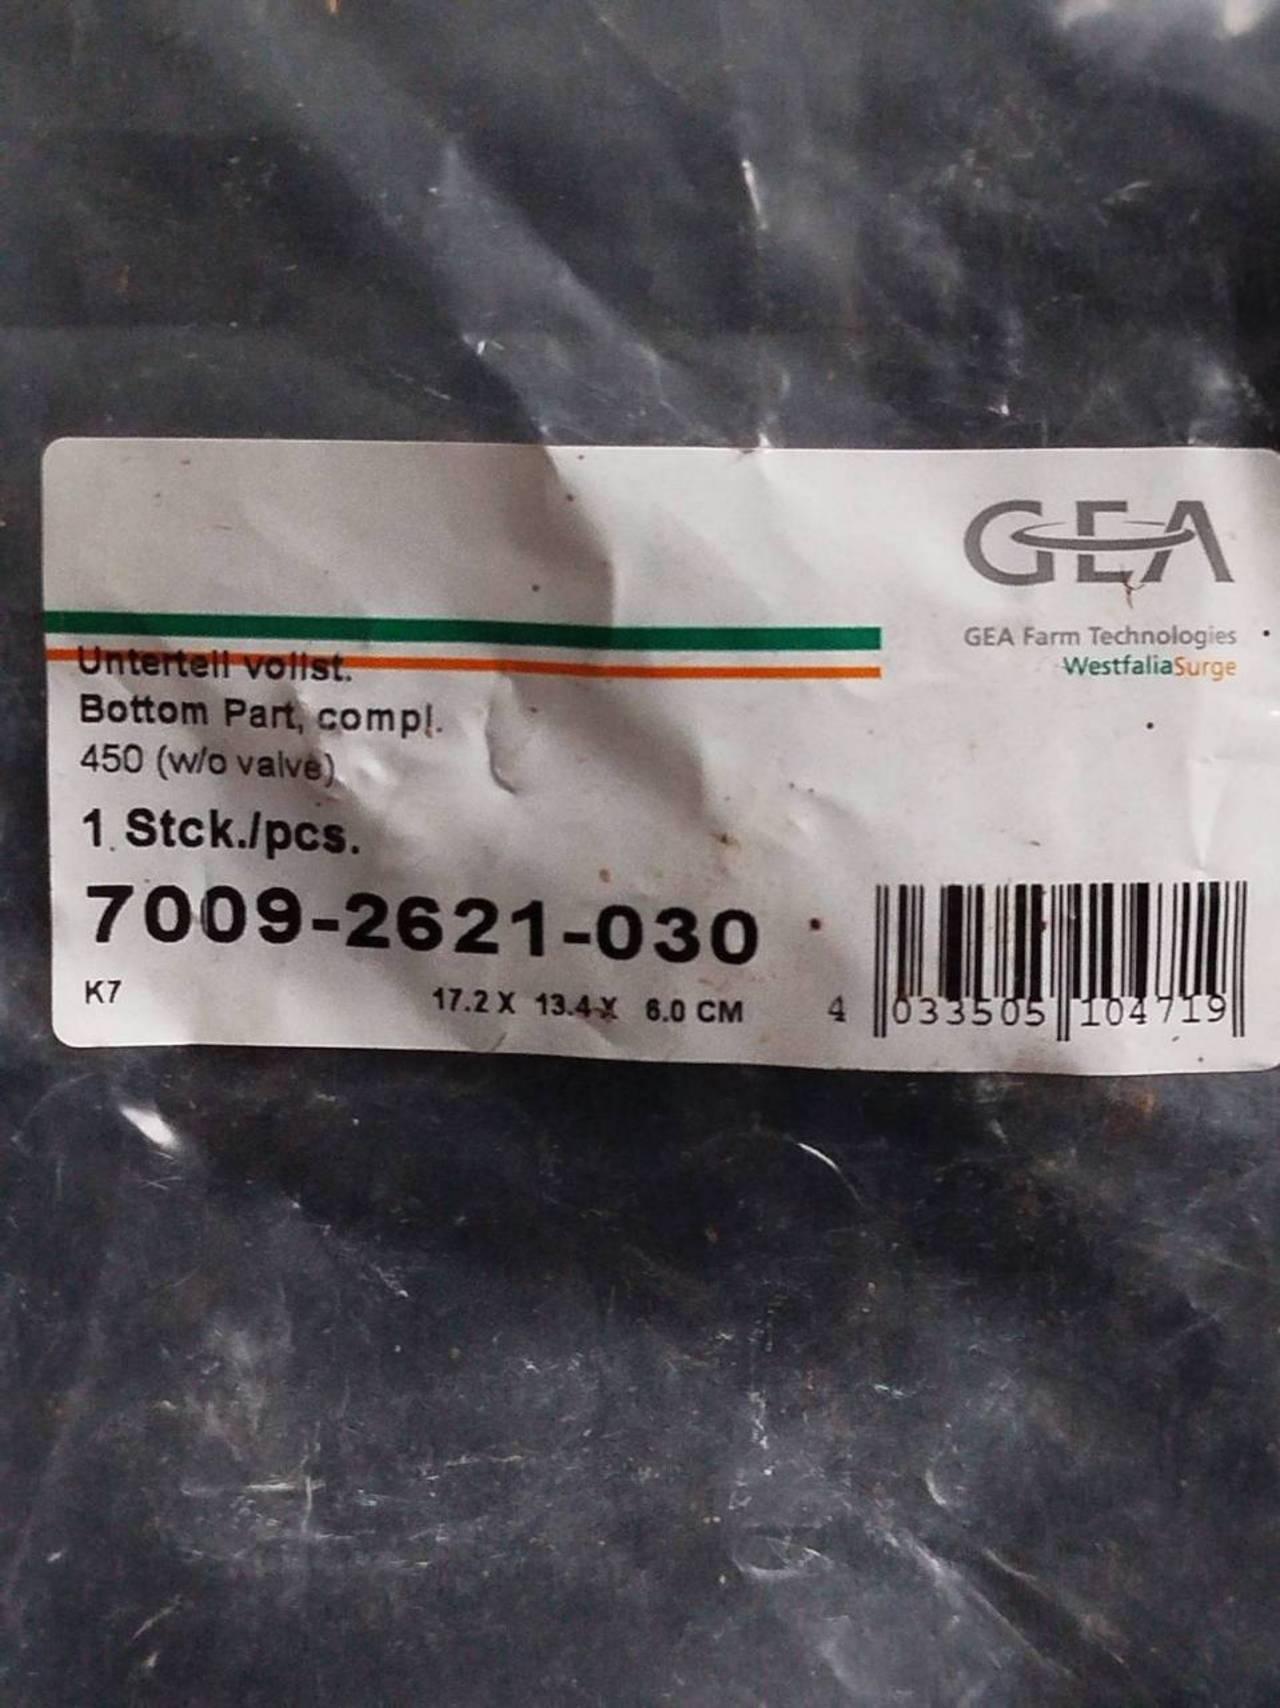 GEA
GEA Farm Technologies
WestfaliaSurge
Unterteil vollst.
Bottom Part, compl.
450 (w/o valve)
1 Stck./pcs.
7009-2621-030
K7
17.2 X 13.4 X 6.0 CM
4 033505 104719